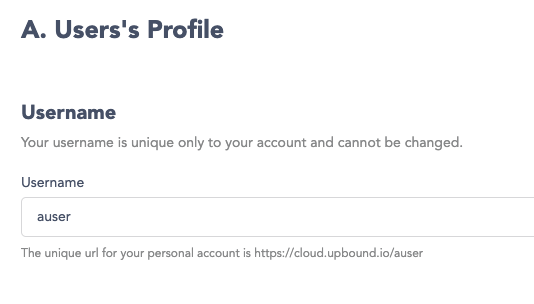 A. Users's Profile
Username
Your username is unique only to your account and cannot be changed.
Username
auser
The unique url for your personal account is https://cloud.upbound.io/auser